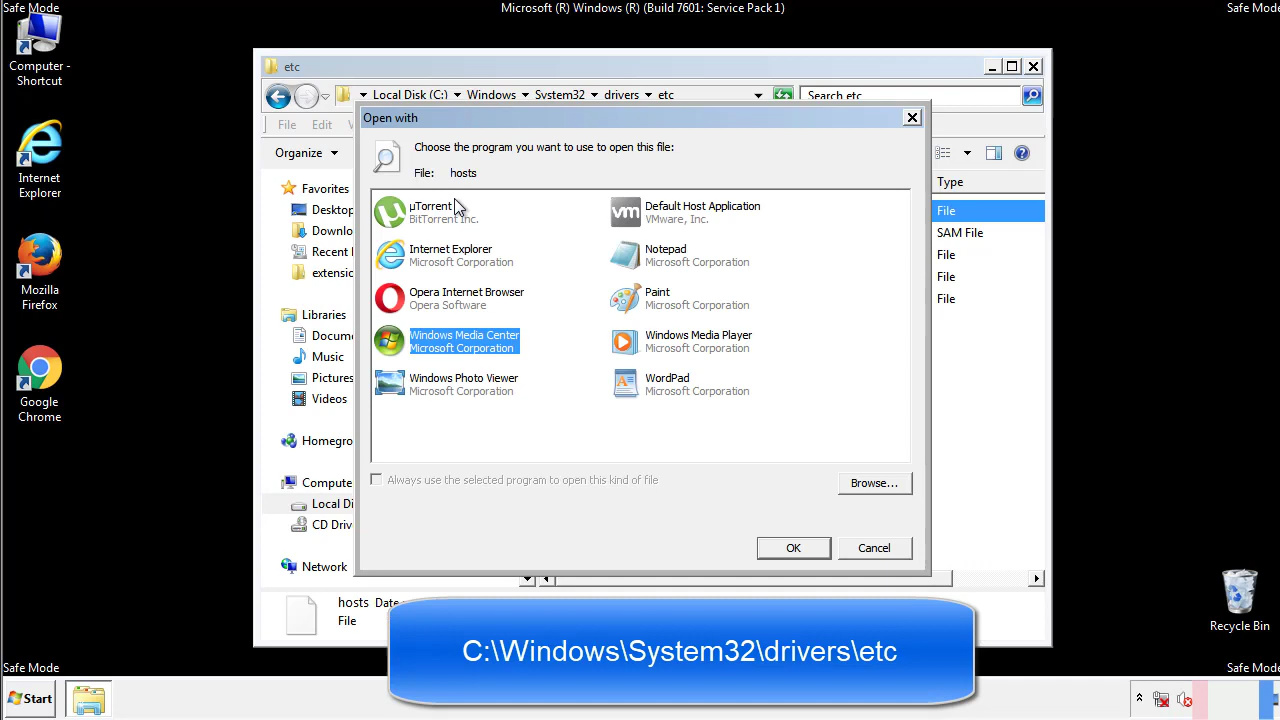 Safe Mode
Microsoft (R) Windows (R) (Build 7601: Service Pack 1)
Safe Mode
Computer - Shortcut
Internet Explorer
Mozilla Firefox
Google Chrome
etc
Local Disk (C:) Windows System32 drivers etc
Search etc
File Edit V
Organize
Type
Favorites
Desktop
Downlo
Recent
extensio
Libraries
Docum
Music
Pictures
Videos
Homegro
Compute
Local Di
CD Driv
Network
File
SAM File
File
File
File
Open with
Choose the program you want to use to open this file:
File: hosts
µTorrent
BitTorrent Inc.
Default Host Application
VMware, Inc.
Internet Explorer
Microsoft Corporation
Notepad
Microsoft Corporation
Opera Internet Browser
Opera Software
Paint
Microsoft Corporation
Windows Media Center
Microsoft Corporation
Windows Media Player
Microsoft Corporation
Windows Photo Viewer
Microsoft Corporation
WordPad
Microsoft Corporation
Always use the selected program to open this kind of file
Browse...
OK
Cancel
hosts Date
File
C:\Windows\System32\drivers\etc
Recycle Bin
Safe Mode
Safe Mode
Start